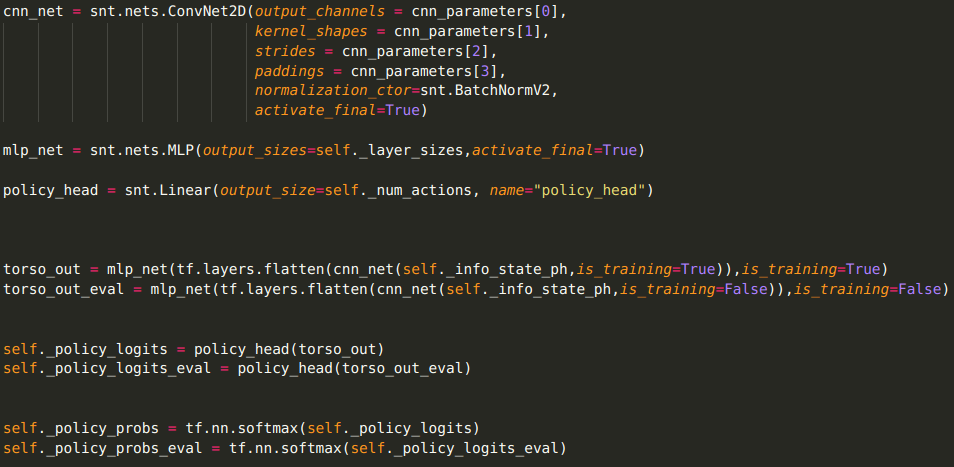 cnn_net = snt.nets.ConvNet2D(output_channels = cnn_parameters[0],
kernel_shapes = cnn_parameters[1],
strides = cnn_parameters[2],
paddings = cnn_parameters[3],
normalization_ctor=snt.BatchNormV2,
activate_final=True)
mlp_net = snt.nets.MLP(output_sizes=self._layer_sizes,activate_final=True)
policy_head = snt.Linear(output_size=self._num_actions, name="policy_head")
torso_out = mlp_net(tf.layers.flatten(cnn_net(self._info_state_ph,is_training=True)),is_training=True)
torso_out_eval = mlp_net(tf.layers.flatten(cnn_net(self._info_state_ph,is_training=False)),is_training=False)
self._policy_logits = policy_head(torso_out)
self._policy_logits_eval = policy_head(torso_out_eval)
self._policy_probs = tf.nn.softmax(self._policy_logits)
self._policy_probs_eval = tf.nn.softmax(self._policy_logits_eval)